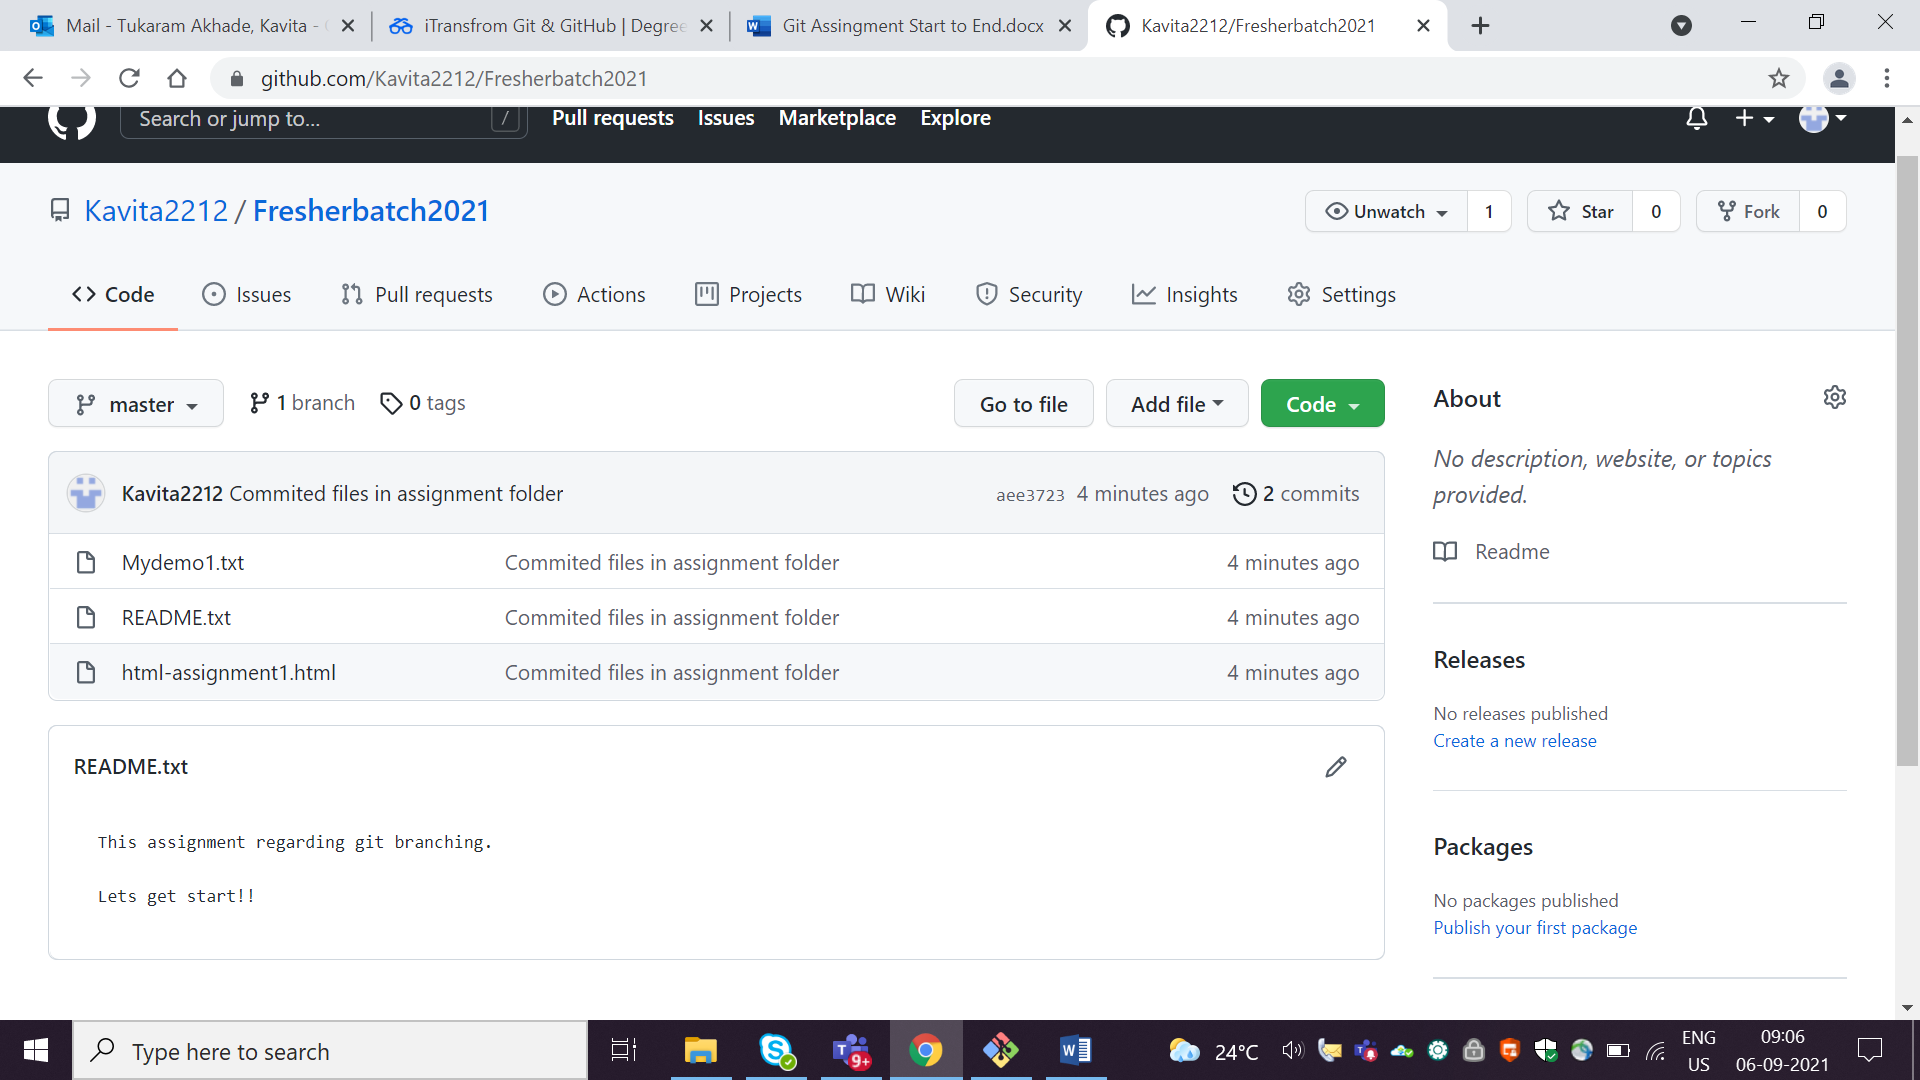 Mail - Tukaram Akhade, Kavita -
iTransfrom Git & GitHub | Degree
Git Assingment Start to End.docx
Kavita2212/Fresherbatch2021
github.com/Kavita2212/Fresherbatch2021
Search or jump to... /
Pull requests Issues Marketplace Explore
Kavita2212 / Fresherbatch2021
Unwatch 1 Star 0 Fork 0
<> Code Issues Pull requests Actions Projects Wiki Security Insights Settings
master 1 branch 0 tags
Go to file Add file Code
Kavita2212 Commited files in assignment folder aee3723 4 minutes ago 2 commits
Mydemo1.txt Commited files in assignment folder 4 minutes ago
README.txt Commited files in assignment folder 4 minutes ago
html-assignment1.html Commited files in assignment folder 4 minutes ago
README.txt
This assignment regarding git branching.
Lets get start!!
About
No description, website, or topics
provided.
Readme
Releases
No releases published
Create a new release
Packages
No packages published
Publish your first package
Type here to search
9+
24°C
ENG
US
09:06
06-09-2021